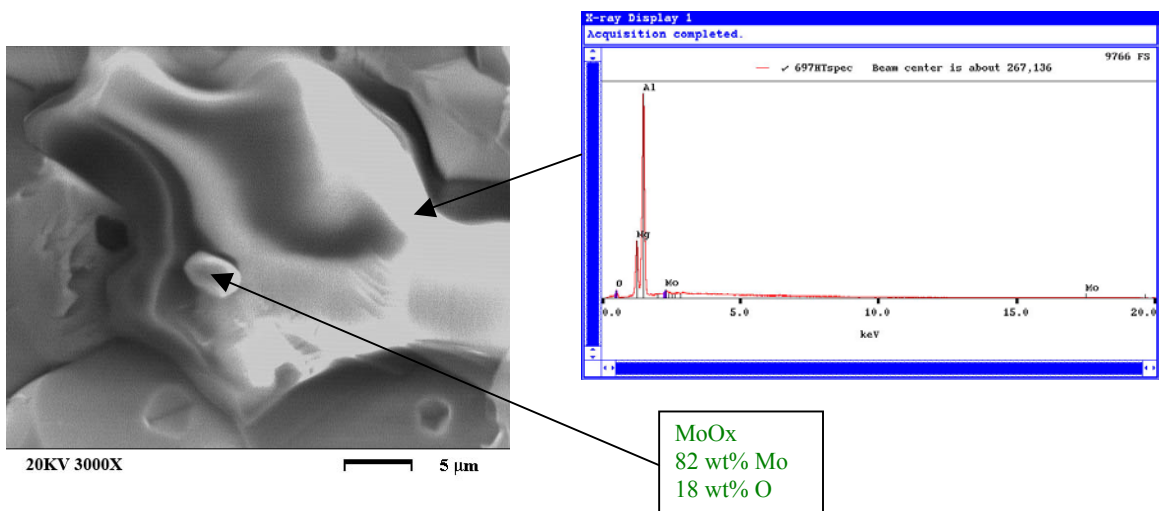 X-ray Display 1
Acquisition completed.
9766 FS
697HTspec Beam center is about 267,136
Al
Mg
O
Mo
Mo
0.0 5.0 10.0 15.0 20.0
keV
20KV 3000X 5 μm
MoOx
82 wt% Mo
18 wt% O